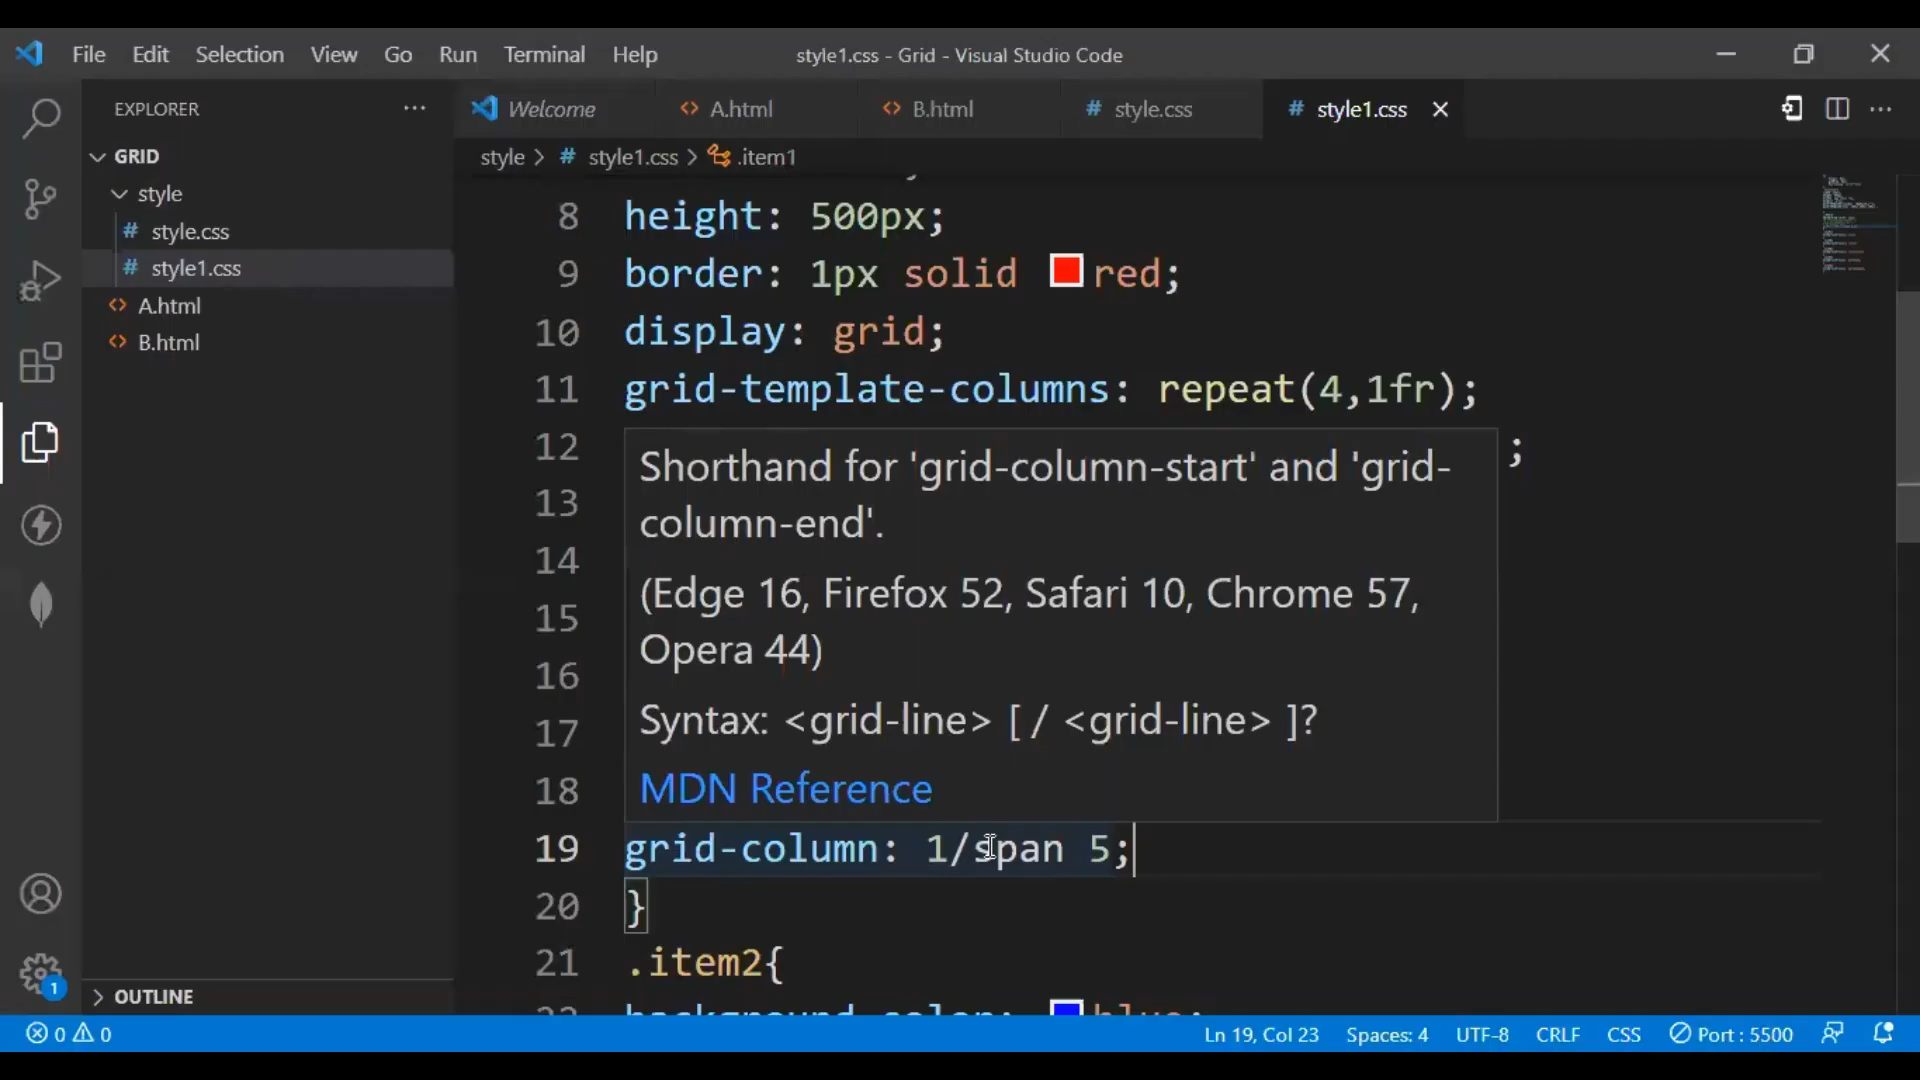 File Edit Selection View Go Run Terminal Help
style1.css - Grid - Visual Studio Code
EXPLORER
GRID
style
# style.css
# style1.css
<> A.html
<> B.html
OUTLINE
Welcome <> A.html <> B.html # style.css # style1.css
style > # style1.css > .item1
8 height: 500px;
9 border: 1px solid red;
10 display: grid;
11 grid-template-columns: repeat(4,1fr);
12 ;
13
14
15
16
17
18
Shorthand for 'grid-column-start' and 'grid-
column-end'.
(Edge 16, Firefox 52, Safari 10, Chrome 57,
Opera 44)
Syntax: <grid-line> [ / <grid-line> ]?
MDN Reference
19 grid-column: 1/span 5;
20 }
21 .item2{
22 background-color: blue;
1
0 0
Ln 19, Col 23 Spaces: 4 UTF-8 CRLF CSS Port : 5500